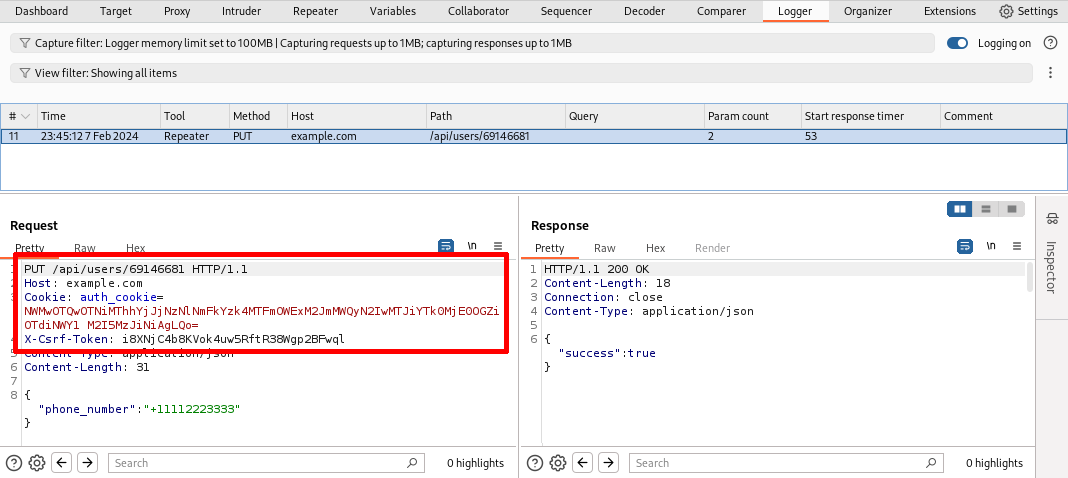 Dashboard Target Proxy Intruder Repeater Variables Collaborator Sequencer Decoder Comparer Logger Organizer Extensions Settings
Capture filter: Logger memory limit set to 100MB | Capturing requests up to 1MB; capturing responses up to 1MB
Logging on
View filter: Showing all items
# Time Tool Method Host Path Query Param count Start response timer Comment
11 23:45:12 7 Feb 2024 Repeater PUT example.com /api/users/69146681 2 53
Request
Pretty Raw Hex \n
1 PUT /api/users/69146681 HTTP/1.1
2 Host: example.com
3 Cookie: auth_cookie=
NWMwOTQwOTNiMThhYjJjNzNlNmFkYzk4MTFmOWExM2JmMWQyN2IwMTJiYTk0MjE0OGZi
OTdiNWYl M2I5MzJiNiAgLQo=
4 X-Csrf-Token: i8XNjC4b8KVok4uw5RftR38Wgp2BFwql
5 Content-Type: application/json
6 Content-Length: 31
7
8 {
"phone_number":"+11112223333"
}
Search
0 highlights
Response
Pretty Raw Hex Render \n
1 HTTP/1.1 200 OK
2 Content-Length: 18
3 Connection: close
4 Content-Type: application/json
5
6 {
"success":true
}
Search
0 highlights
Inspector